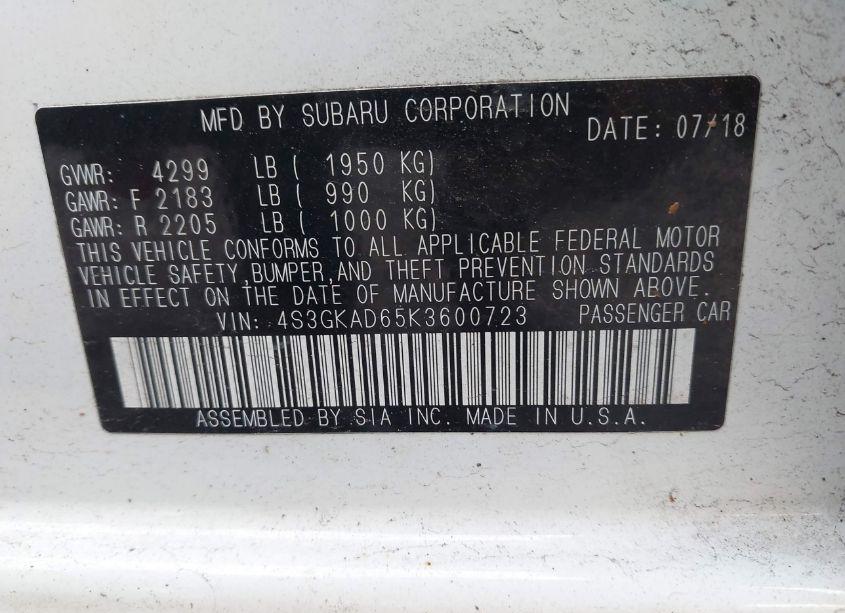 MFD BY SUBARU CORPORATION
DATE: 07/18
GVWR: 4299 LB ( 1950 KG)
GAWR: F 2183 LB ( 990 KG)
GAWR: R 2205 LB ( 1000 KG)
THIS VEHICLE CONFORMS TO ALL APPLICABLE FEDERAL MOTOR
VEHICLE SAFETY,BUMPER,AND THEFT PREVENTION STANDARDS
IN EFFECT ON THE DATE OF MANUFACTURE SHOWN ABOVE.
VIN: 4S3GKAD65K3600723 PASSENGER CAR
ASSEMBLED BY SIA INC. MADE IN U.S.A.